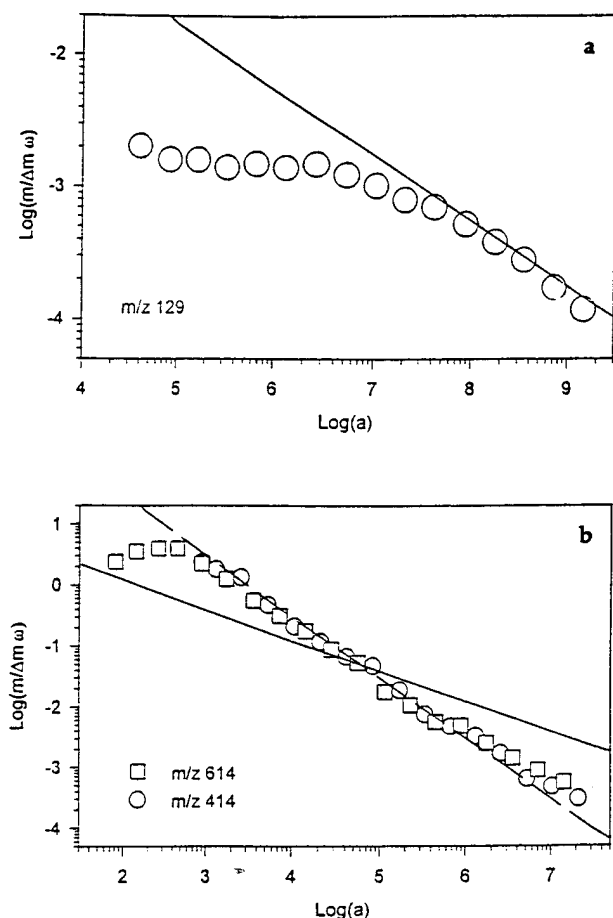 a
-2
-3
-4
Log(m/Δm ω)
m/z 129
4 5 6 7 8 9
Log(a)
b
1
0
-1
-2
-3
-4
Log(m/Δm ω)
m/z 614
m/z 414
2 3 4 5 6 7
Log(a)